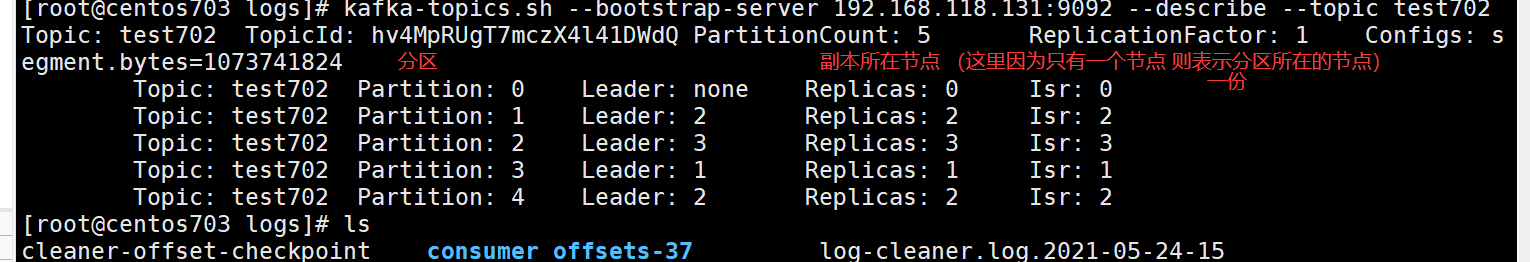 [root@centos703 logs]# kafka-topics.sh --bootstrap-server 192.168.118.131:9092 --describe --topic test702
Topic: test702 TopicId: hv4MpRUgT7mczX4l41DWdQ PartitionCount: 5 ReplicationFactor: 1 Configs: s
egment.bytes=1073741824 分区 副本所在节点 (这里因为只有一个节点 则表示分区所在的节点)
一份
Topic: test702 Partition: 0 Leader: none Replicas: 0 Isr: 0
Topic: test702 Partition: 1 Leader: 2 Replicas: 2 Isr: 2
Topic: test702 Partition: 2 Leader: 3 Replicas: 3 Isr: 3
Topic: test702 Partition: 3 Leader: 1 Replicas: 1 Isr: 1
Topic: test702 Partition: 4 Leader: 2 Replicas: 2 Isr: 2
[root@centos703 logs]# ls
cleaner-offset-checkpoint consumer offsets-37 log-cleaner.log.2021-05-24-15